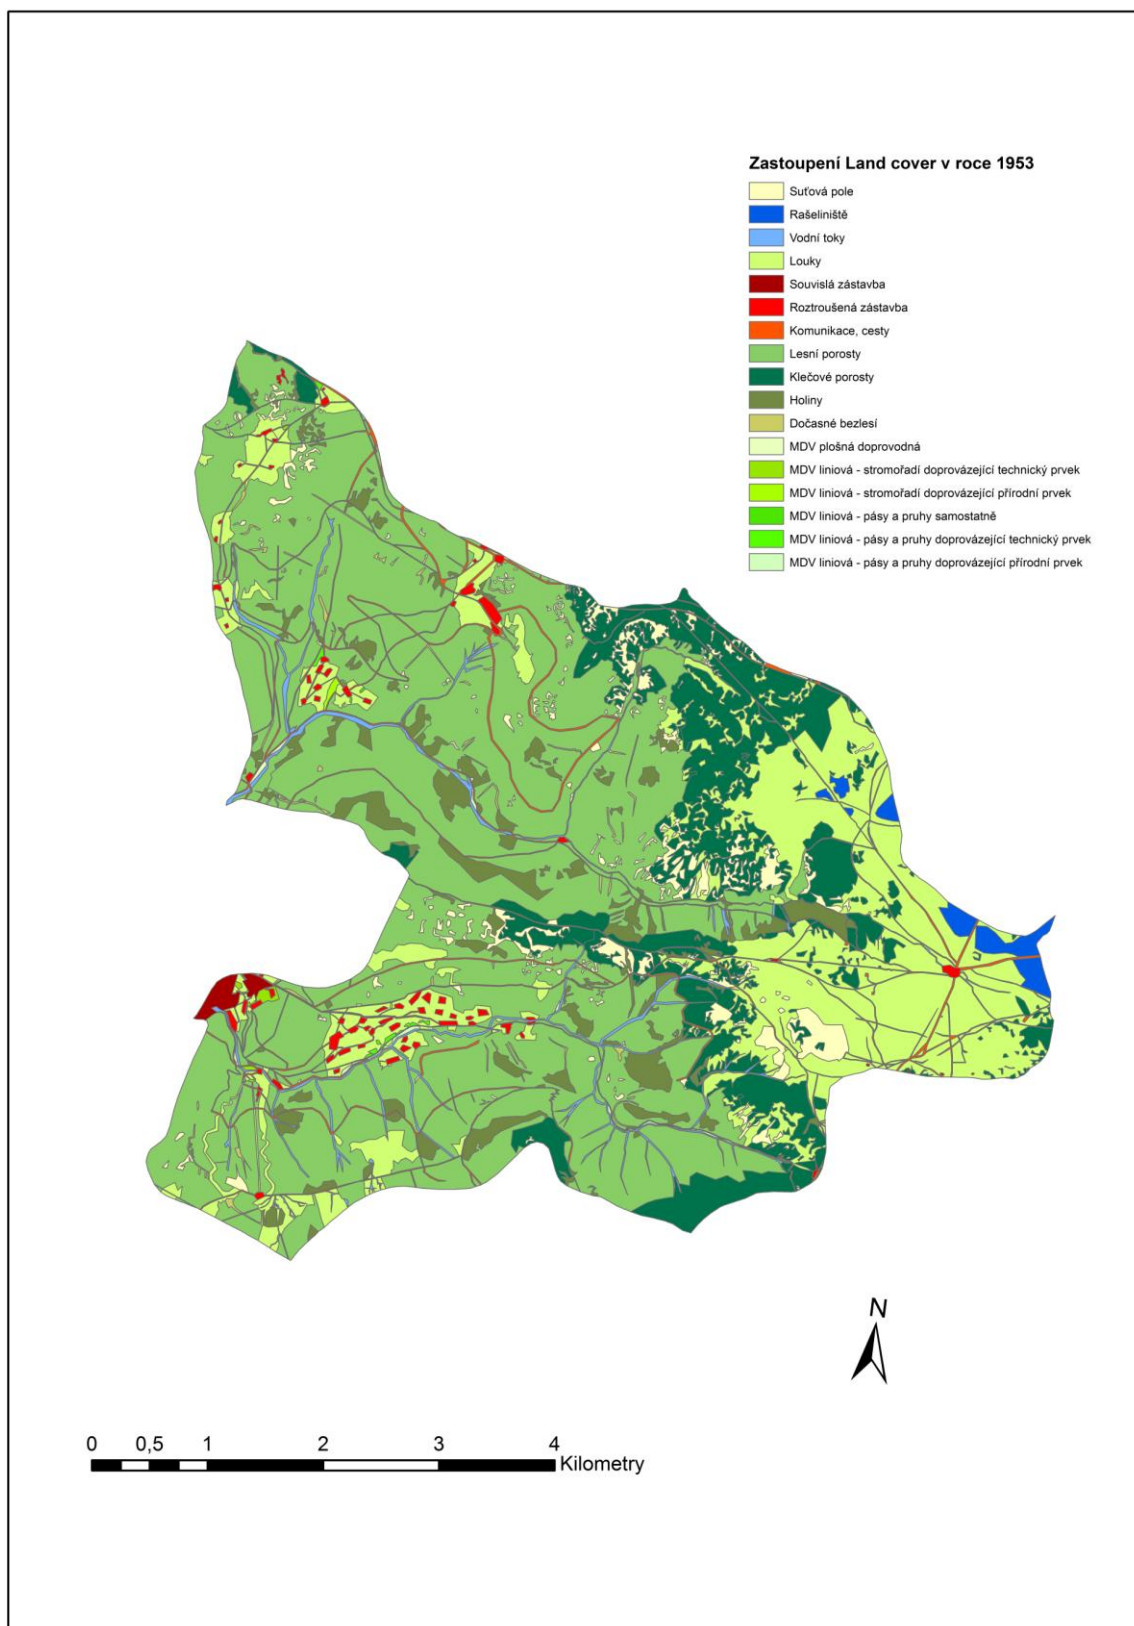 Zastoupení Land cover v roce 1953
Suťová pole
Rašeliniště
Vodní toky
Louky
Souvislá zástavba
Roztroušená zástavba
Komunikace, cesty
Lesní porosty
Klečové porosty
Holiny
Dočasné bezlesí
MDV plošná doprovodná
MDV liniová - stromořadí doprovázející technický prvek
MDV liniová - stromořadí doprovázející přírodní prvek
MDV liniová - pásy a pruhy samostatně
MDV liniová - pásy a pruhy doprovázející technický prvek
MDV liniová - pásy a pruhy doprovázející přírodní prvek
N
0 0,5 1 2 3 4
Kilometry